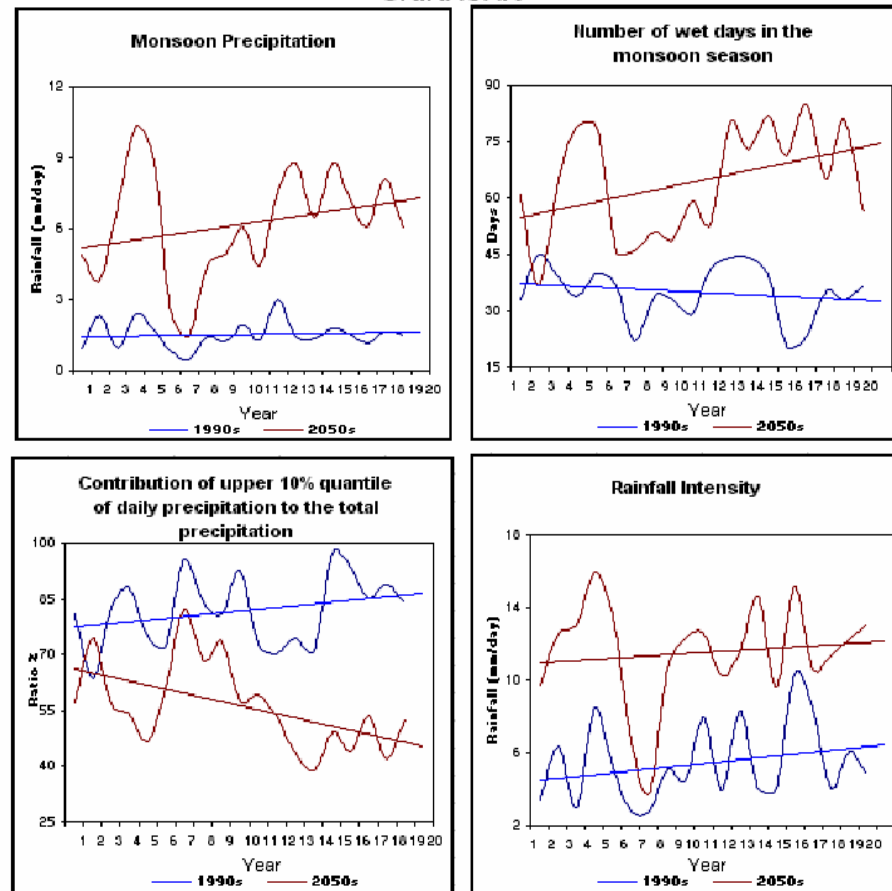 Monsoon Precipitation
12
9
6
3
0
Rainfall (mm/day)
1 2 3 4 5 6 7 8 9 10 11 12 13 14 15 16 17 18 19 20
Year
1990s 2050s
Number of wet days in the
monsoon season
90
75
60
45
30
15
Days
1 2 3 4 5 6 7 8 9 10 11 12 13 14 15 16 17 18 19 20
Year
1990s 2050s
Contribution of upper 10% quantile
of daily precipitation to the total
precipitation
100
85
70
55
40
25
Ratio %
1 2 3 4 5 6 7 8 9 10 11 12 13 14 15 16 17 18 19 20
Year
1990s 2050s
Rainfall Intensity
18
14
10
6
2
Rainfall (mm/day)
1 2 3 4 5 6 7 8 9 10 11 12 13 14 15 16 17 18 19 20
Year
1990s 2050s